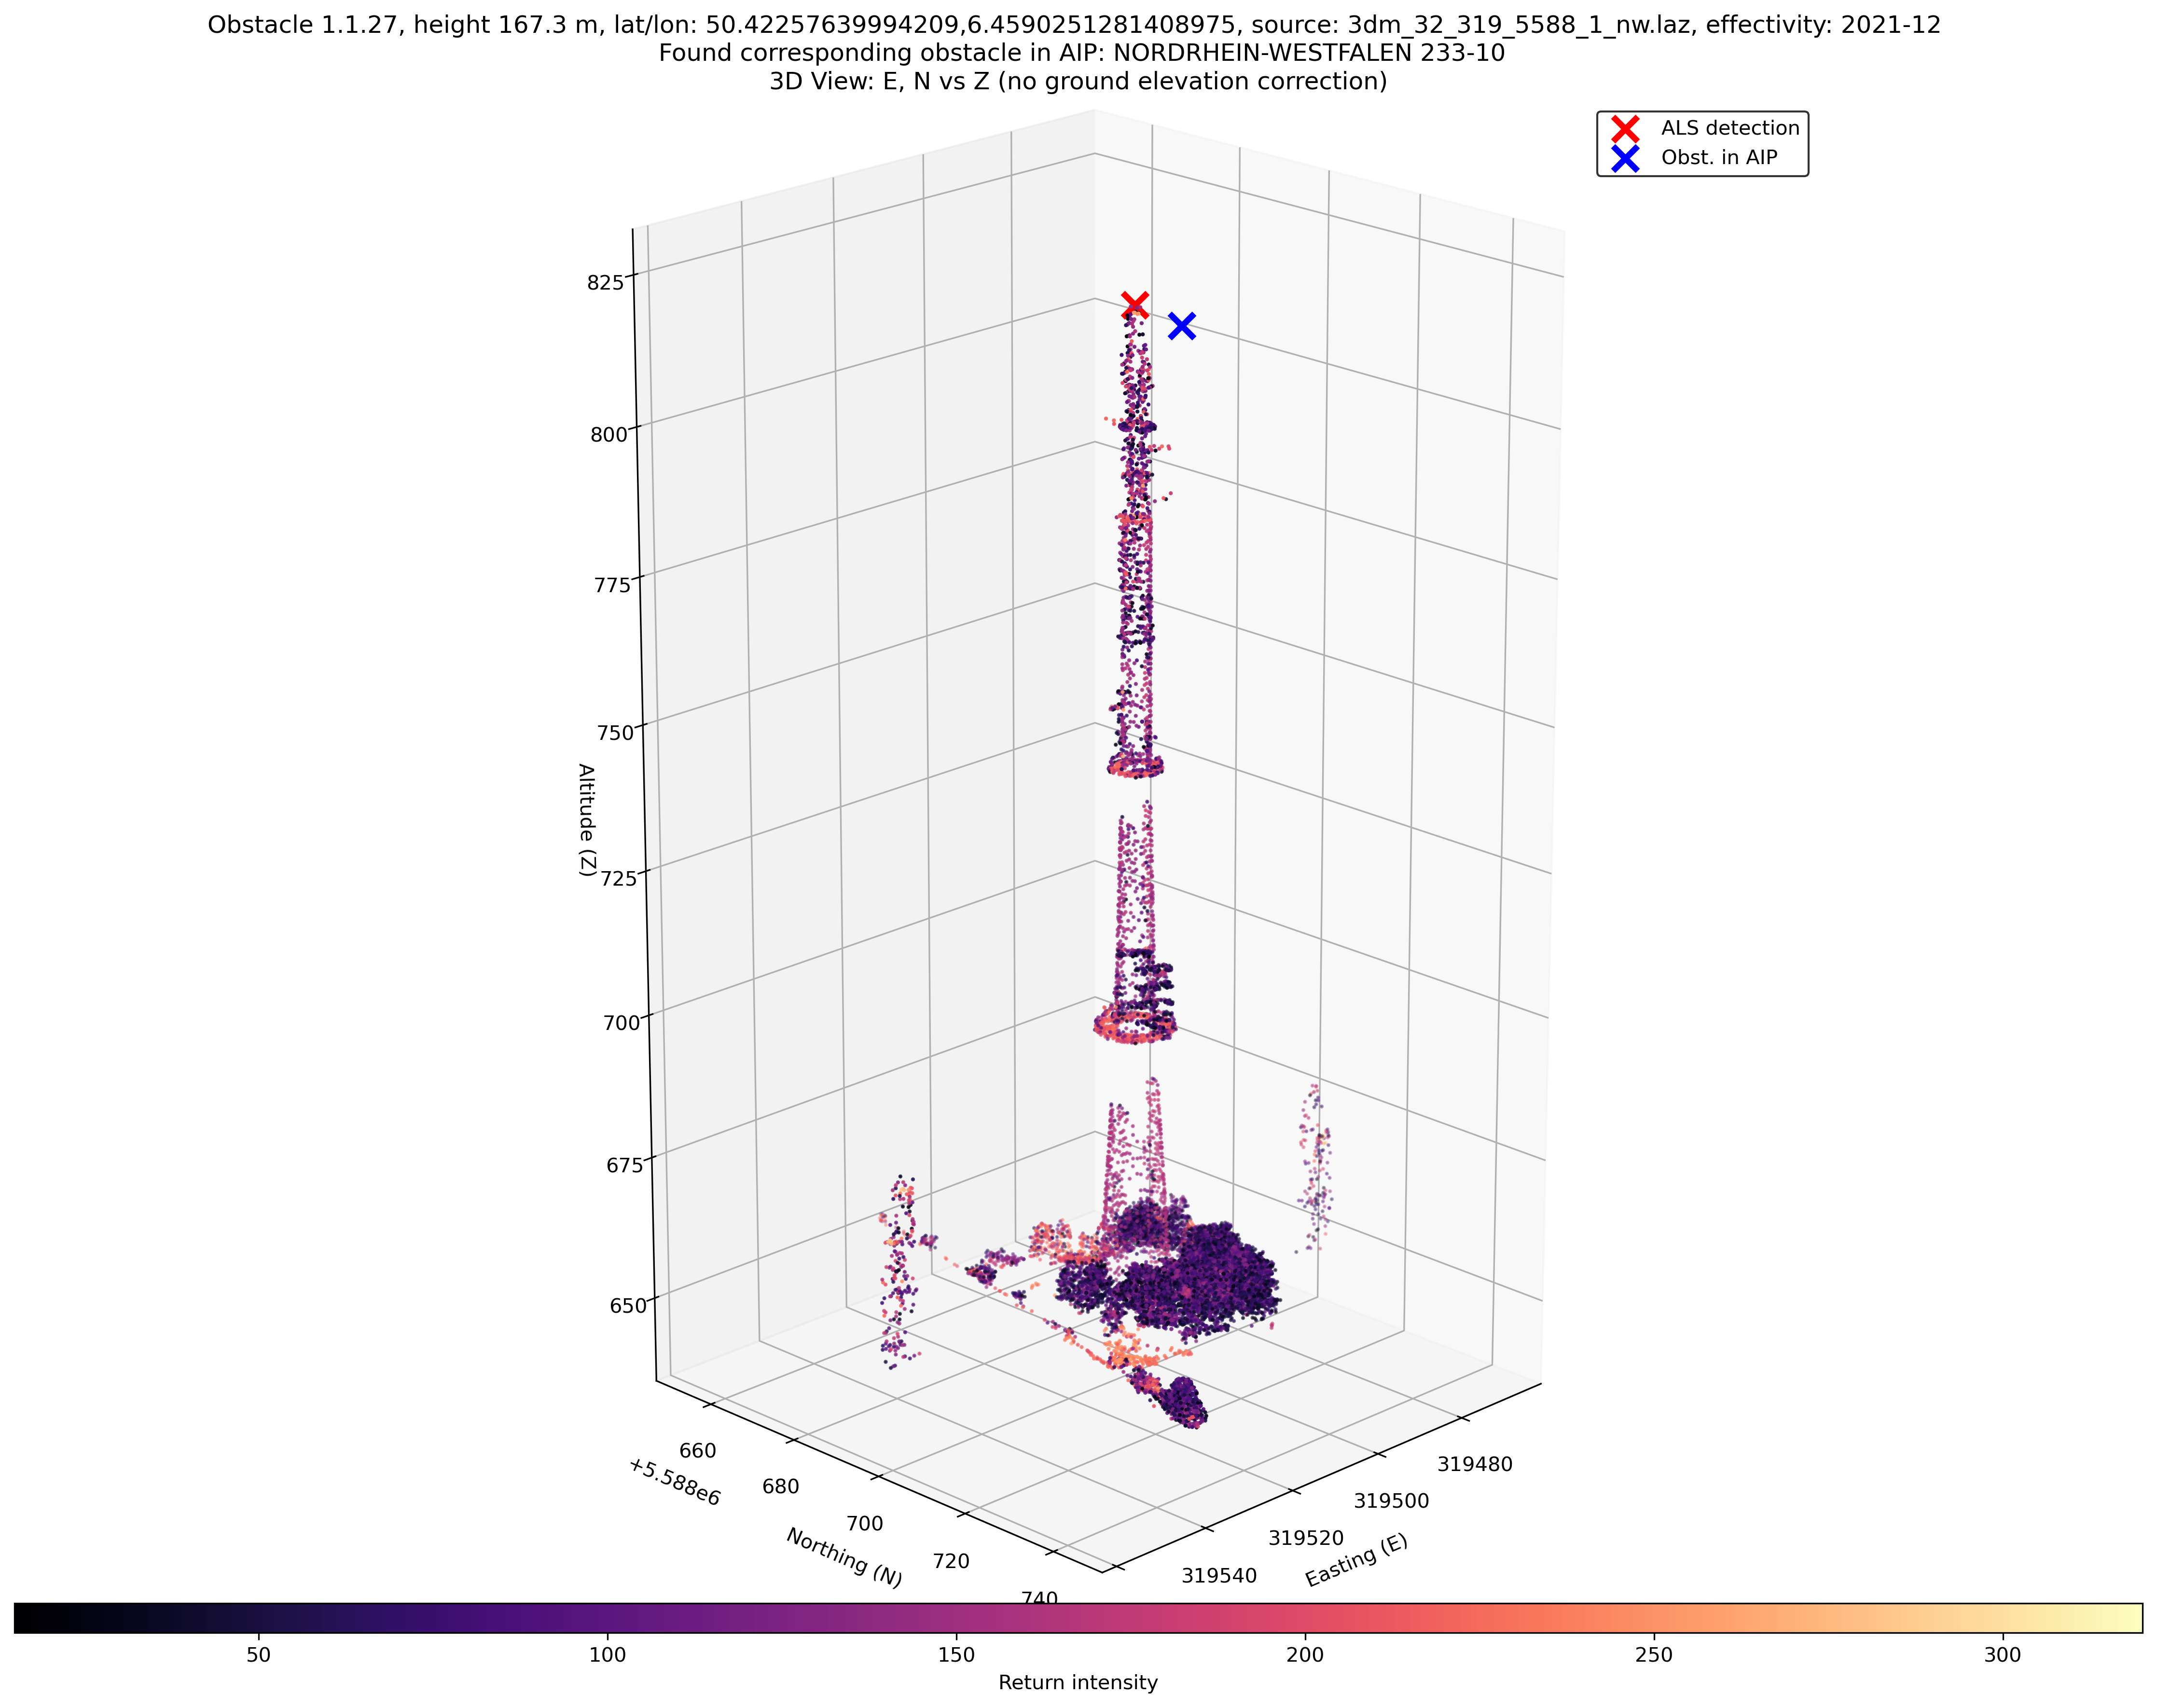 Obstacle 1.1.27, height 167.3 m, lat/lon: 50.42257639994209,6.4590251281408975, source: 3dm_32_319_5588_1_nw.laz, effectivity: 2021-12
Found corresponding obstacle in AIP: NORDRHEIN-WESTFALEN 233-10
3D View: E, N vs Z (no ground elevation correction)
ALS detection
Obst. in AIP
825
800
775
750
725
700
675
650
Altitude (Z)
660
680
700
720
740
+5.588e6
Northing (N)
319480
319500
319520
319540
Easting (E)
50
100
150
200
250
300
Return intensity